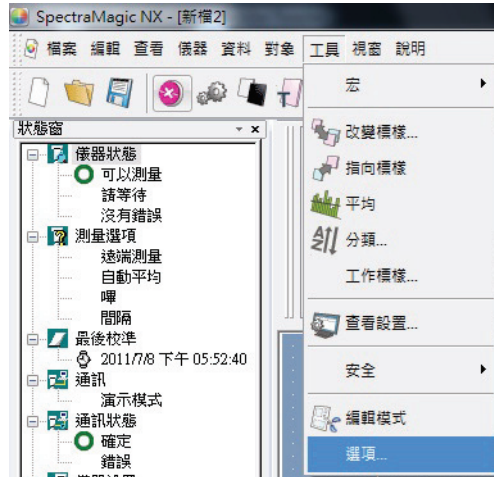 SpectraMagic NX - [新檔2]
檔案 編輯 查看 儀器 資料 對象 工具 視窗 說明
狀態窗
儀器狀態
可以測量
請等待
沒有錯誤
測量選項
遠端測量
自動平均
嗶
間隔
最後校準
2011/7/8 下午 05:52:40
通訊
演示模式
通訊狀態
確定
錯誤
宏
改變標樣...
指向標樣
平均
分類...
工作標樣...
查看設置...
安全
編輯模式
選項...